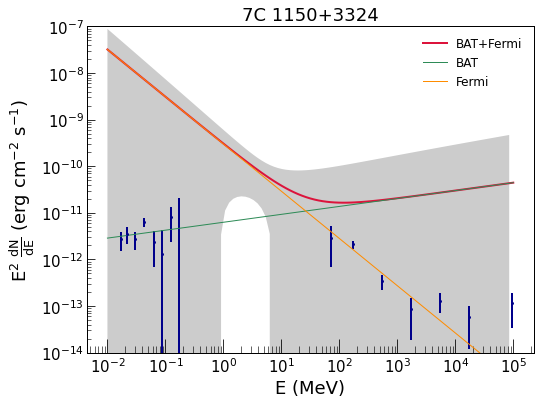 7C 1150+3324
E² dN/dE (erg cm⁻² s⁻¹)
10⁻⁷
10⁻⁸
10⁻⁹
10⁻¹⁰
10⁻¹¹
10⁻¹²
10⁻¹³
10⁻¹⁴
BAT+Fermi
BAT
Fermi
10⁻² 10⁻¹ 10⁰ 10¹ 10² 10³ 10⁴ 10⁵
E (MeV)